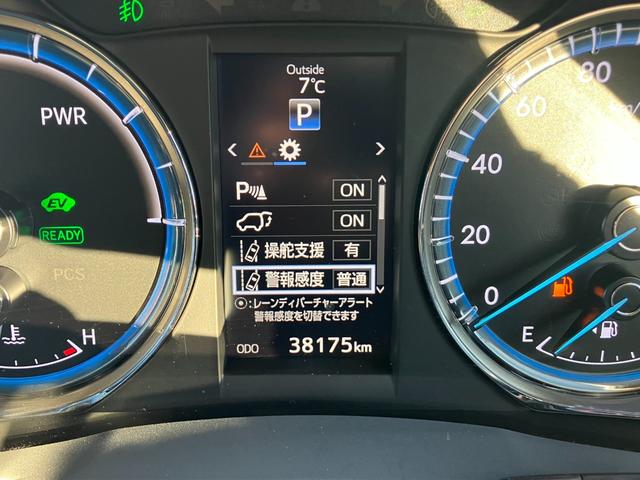 Outside
7℃
P
PWR
EV
READY
PCS
H
P ON
ON
操舵支援 有
警報感度 普通
:レーンディパーチャーアラート
警報感度を切替できます
ODO 38175km
80
60
km/
40
20
0
E